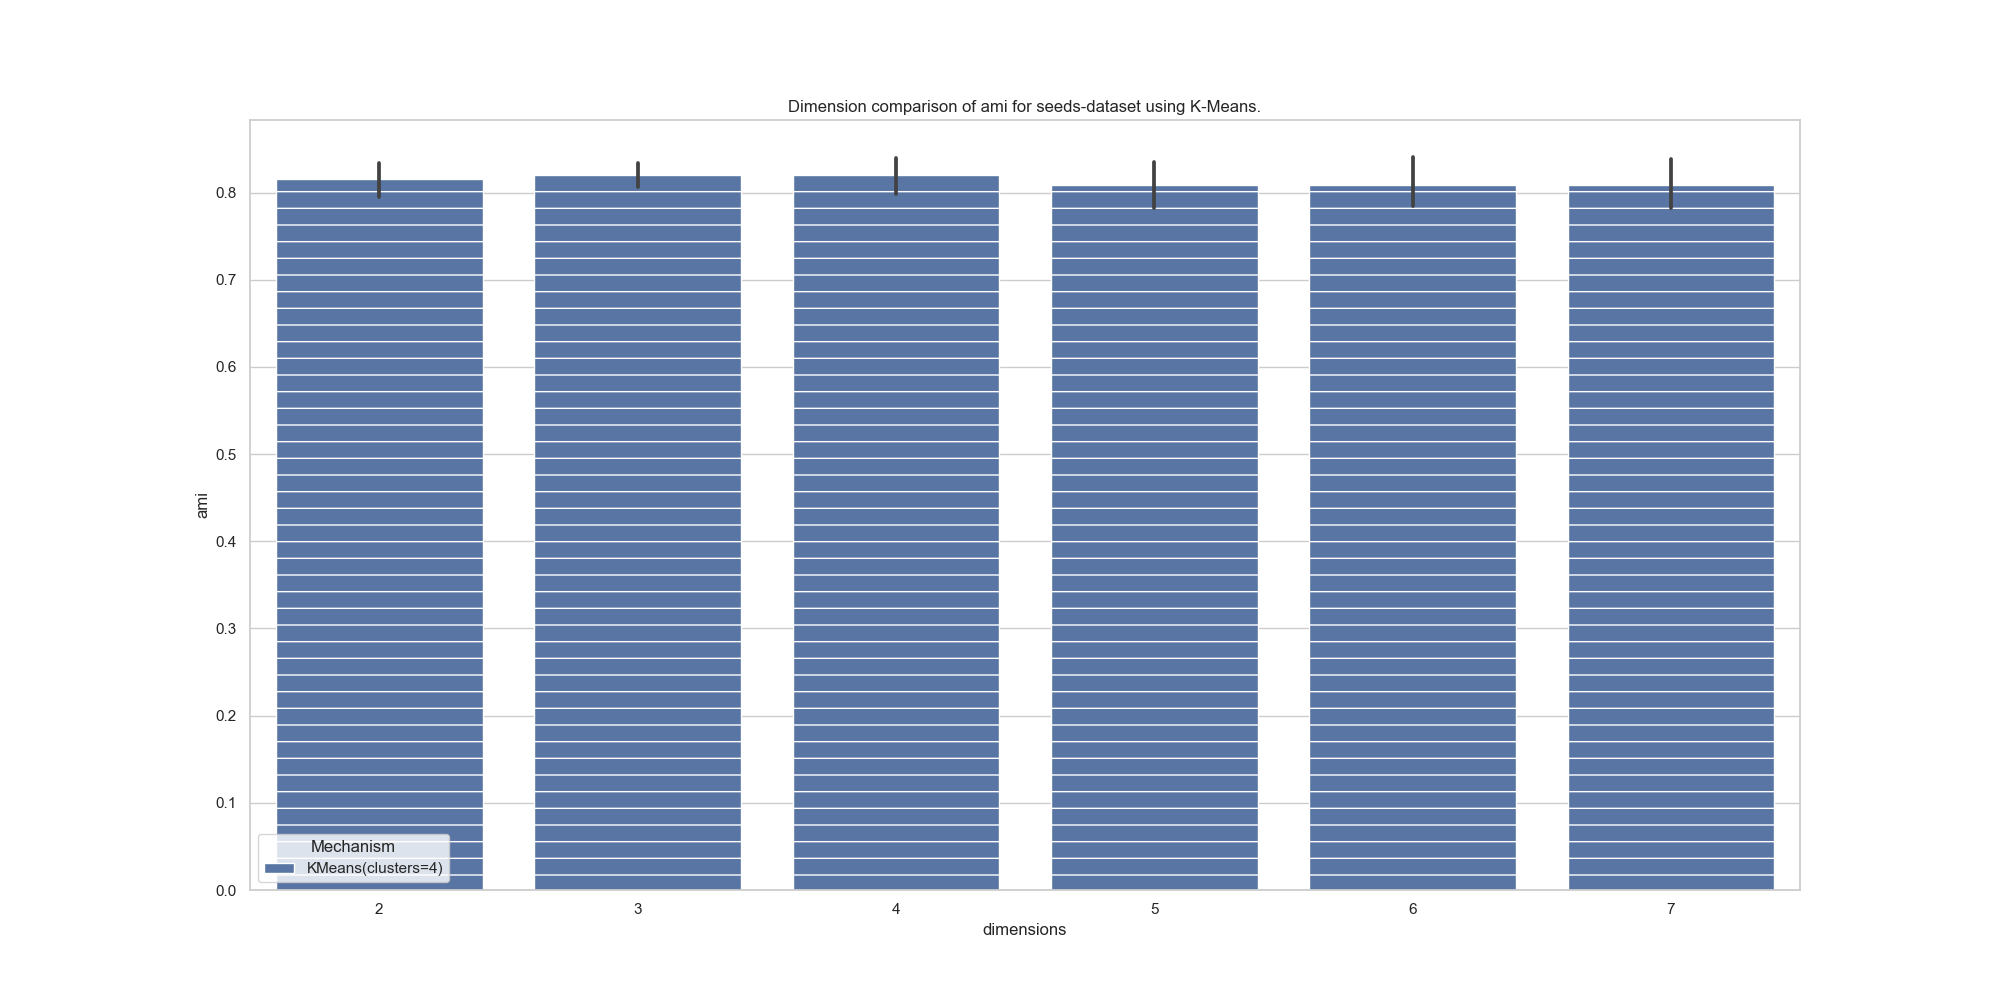 Dimension comparison of ami for seeds-dataset using K-Means.
0.8
0.7
0.6
0.5
0.4
0.3
0.2
0.1
0.0
ami
Mechanism
KMeans(clusters=4)
2 3 4 5 6 7
dimensions